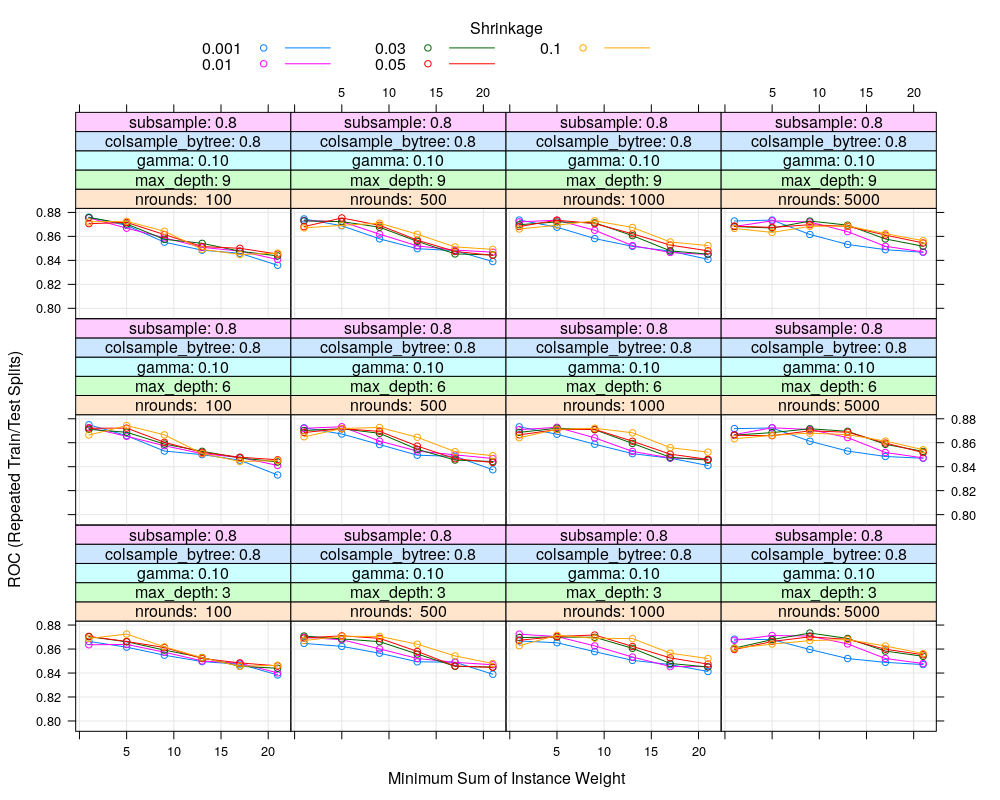 Shrinkage
0.001 0.03 0.1
0.01 0.05
5 10 15 20 5 10 15 20
subsample: 0.8 subsample: 0.8 subsample: 0.8 subsample: 0.8
colsample_bytree: 0.8 colsample_bytree: 0.8 colsample_bytree: 0.8 colsample_bytree: 0.8
gamma: 0.10 gamma: 0.10 gamma: 0.10 gamma: 0.10
max_depth: 9 max_depth: 9 max_depth: 9 max_depth: 9
nrounds: 100 nrounds: 500 nrounds: 1000 nrounds: 5000
0.88
0.86
0.84
0.82
0.80
subsample: 0.8 subsample: 0.8 subsample: 0.8 subsample: 0.8
colsample_bytree: 0.8 colsample_bytree: 0.8 colsample_bytree: 0.8 colsample_bytree: 0.8
gamma: 0.10 gamma: 0.10 gamma: 0.10 gamma: 0.10
max_depth: 6 max_depth: 6 max_depth: 6 max_depth: 6
nrounds: 100 nrounds: 500 nrounds: 1000 nrounds: 5000
0.88
0.86
0.84
0.82
0.80
subsample: 0.8 subsample: 0.8 subsample: 0.8 subsample: 0.8
colsample_bytree: 0.8 colsample_bytree: 0.8 colsample_bytree: 0.8 colsample_bytree: 0.8
gamma: 0.10 gamma: 0.10 gamma: 0.10 gamma: 0.10
max_depth: 3 max_depth: 3 max_depth: 3 max_depth: 3
nrounds: 100 nrounds: 500 nrounds: 1000 nrounds: 5000
0.88
0.86
0.84
0.82
0.80
5 10 15 20 5 10 15 20
Minimum Sum of Instance Weight
ROC (Repeated Train/Test Splits)